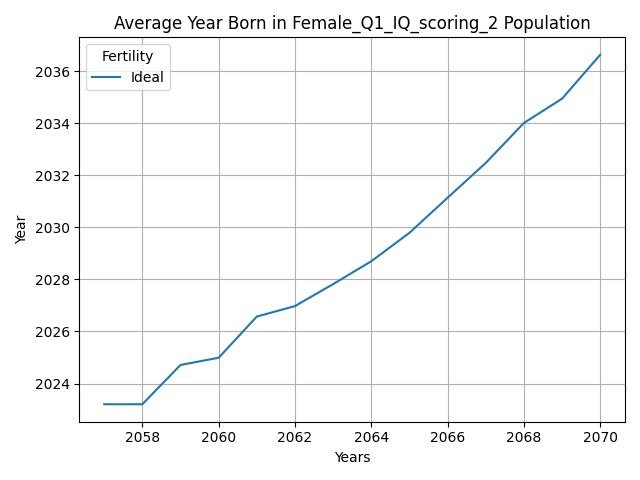 Average Year Born in Female_Q1_IQ_scoring_2 Population
Fertility
Ideal
Year
2036
2034
2032
2030
2028
2026
2024
2058 2060 2062 2064 2066 2068 2070
Years